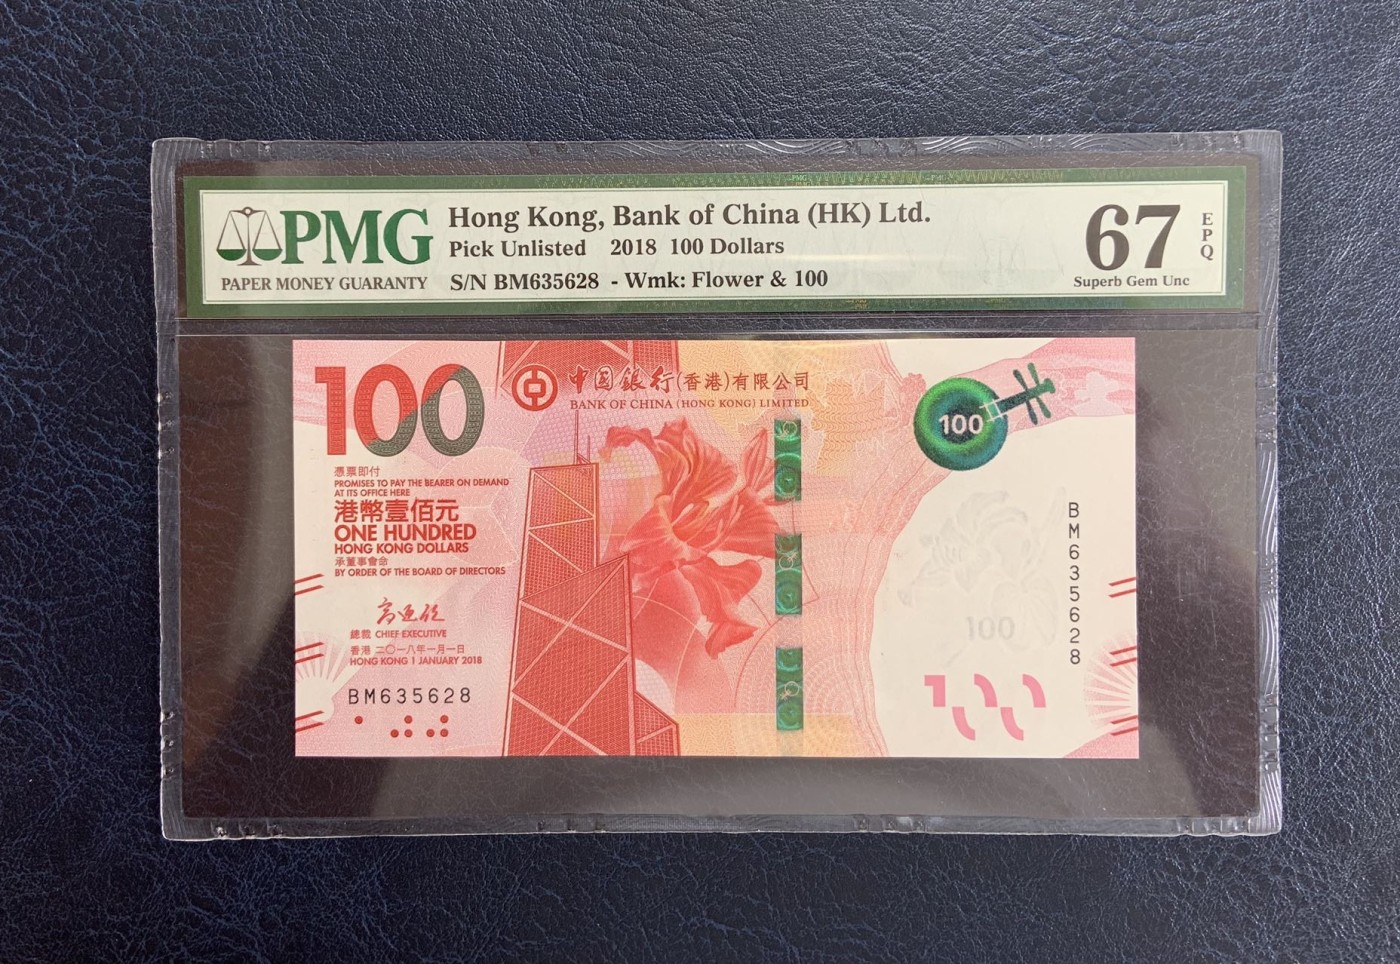 PMG
PAPER MONEY GUARANTY
Hong Kong, Bank of China (HK) Ltd.
Pick Unlisted 2018 100 Dollars
S/N BM635628 - Wmk: Flower & 100
67
EPQ
Superb Gem Unc
100
中國銀行(香港)有限公司
BANK OF CHINA (HONG KONG) LIMITED
100
憑票即付
PROMISES TO PAY THE BEARER ON DEMAND
AT ITS OFFICE HERE
港幣壹佰元
ONE HUNDRED
HONG KONG DOLLARS
承董事會命
BY ORDER OF THE BOARD OF DIRECTORS
高迎欣
總裁 CHIEF EXECUTIVE
香港 二〇一八年一月一日
HONG KONG 1 JANUARY 2018
BM635628
BM635628
100
100